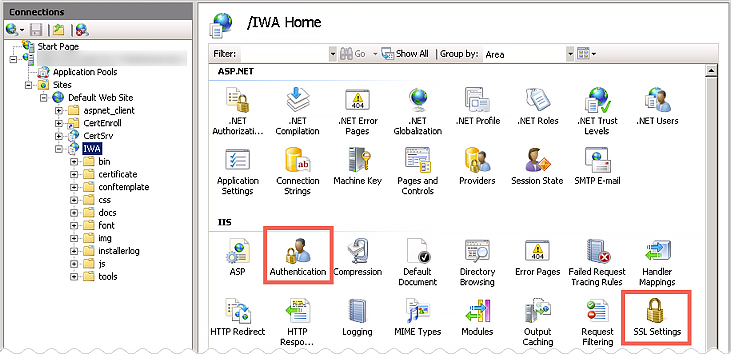 Connections
Start Page
Application Pools
Sites
Default Web Site
aspnet_client
CertEnroll
CertSrv
IWA
bin
certificate
conftemplate
css
docs
font
img
installerlog
js
tools
/IWA Home
Filter: Go Show All Group by: Area
ASP.NET
.NET Authorizati... .NET Compilation .NET Error Pages .NET Globalization .NET Profile .NET Roles .NET Trust Levels .NET Users
Application Settings Connection Strings Machine Key Pages and Controls Providers Session State SMTP E-mail
IIS
ASP Authentication Compression Default Document Directory Browsing Error Pages Failed Request Tracing Rules Handler Mappings
HTTP Redirect HTTP Respo... Logging MIME Types Modules Output Caching Request Filtering SSL Settings